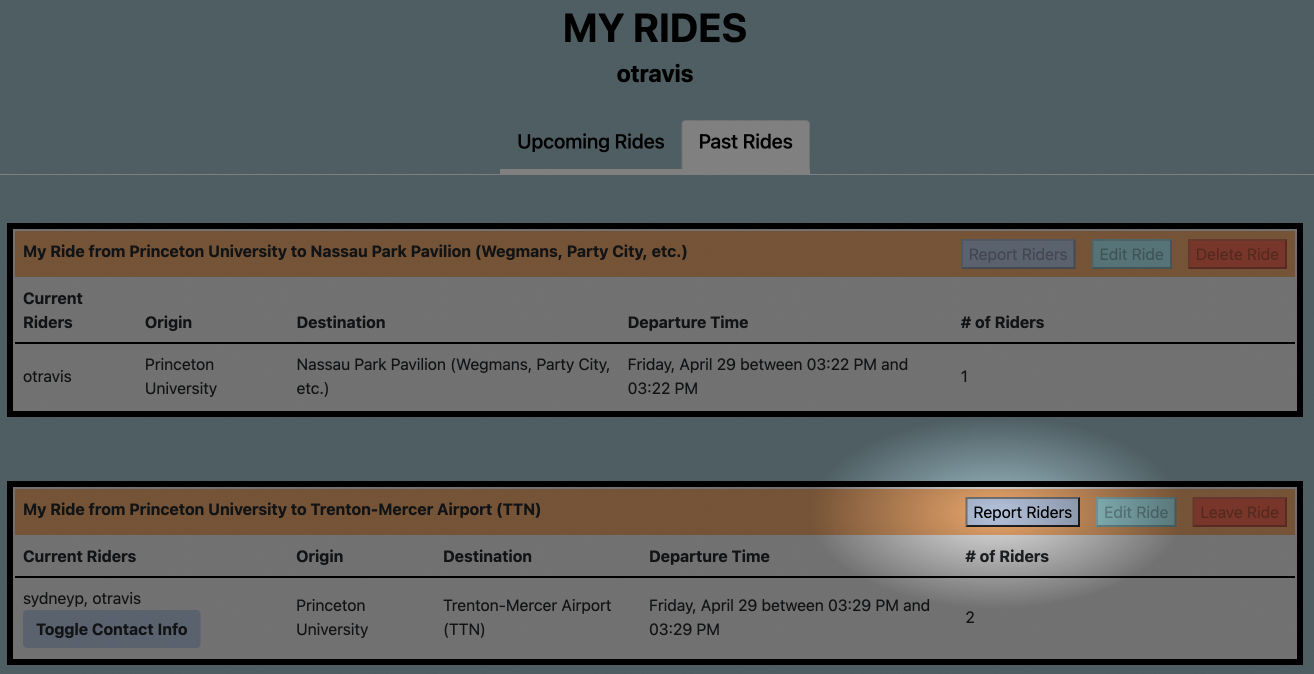 MY RIDES
otravis
Upcoming Rides Past Rides
My Ride from Princeton University to Nassau Park Pavilion (Wegmans, Party City, etc.) Report Riders Edit Ride Delete Ride
Current
Riders Origin Destination Departure Time # of Riders
otravis Princeton Nassau Park Pavilion (Wegmans, Party City, Friday, April 29 between 03:22 PM and 1
University etc.) 03:22 PM
My Ride from Princeton University to Trenton-Mercer Airport (TTN) Report Riders Edit Ride Leave Ride
Current Riders Origin Destination Departure Time # of Riders
sydneyp, otravis Princeton Trenton-Mercer Airport Friday, April 29 between 03:29 PM and 2
Toggle Contact Info University (TTN) 03:29 PM